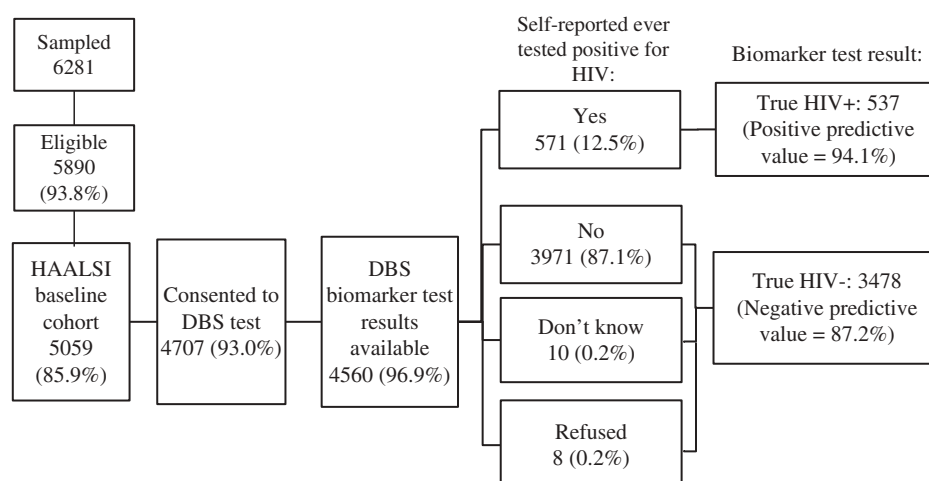 Sampled
6281
Eligible
5890
(93.8%)
HAALSI
baseline
cohort
5059
(85.9%)
Consented to
DBS test
4707 (93.0%)
DBS
biomarker test
results
available
4560 (96.9%)
Self-reported ever
tested positive for
HIV:
Yes
571 (12.5%)
No
3971 (87.1%)
Don't know
10 (0.2%)
Refused
8 (0.2%)
Biomarker test result:
True HIV+: 537
(Positive predictive
value = 94.1%)
True HIV-: 3478
(Negative predictive
value = 87.2%)